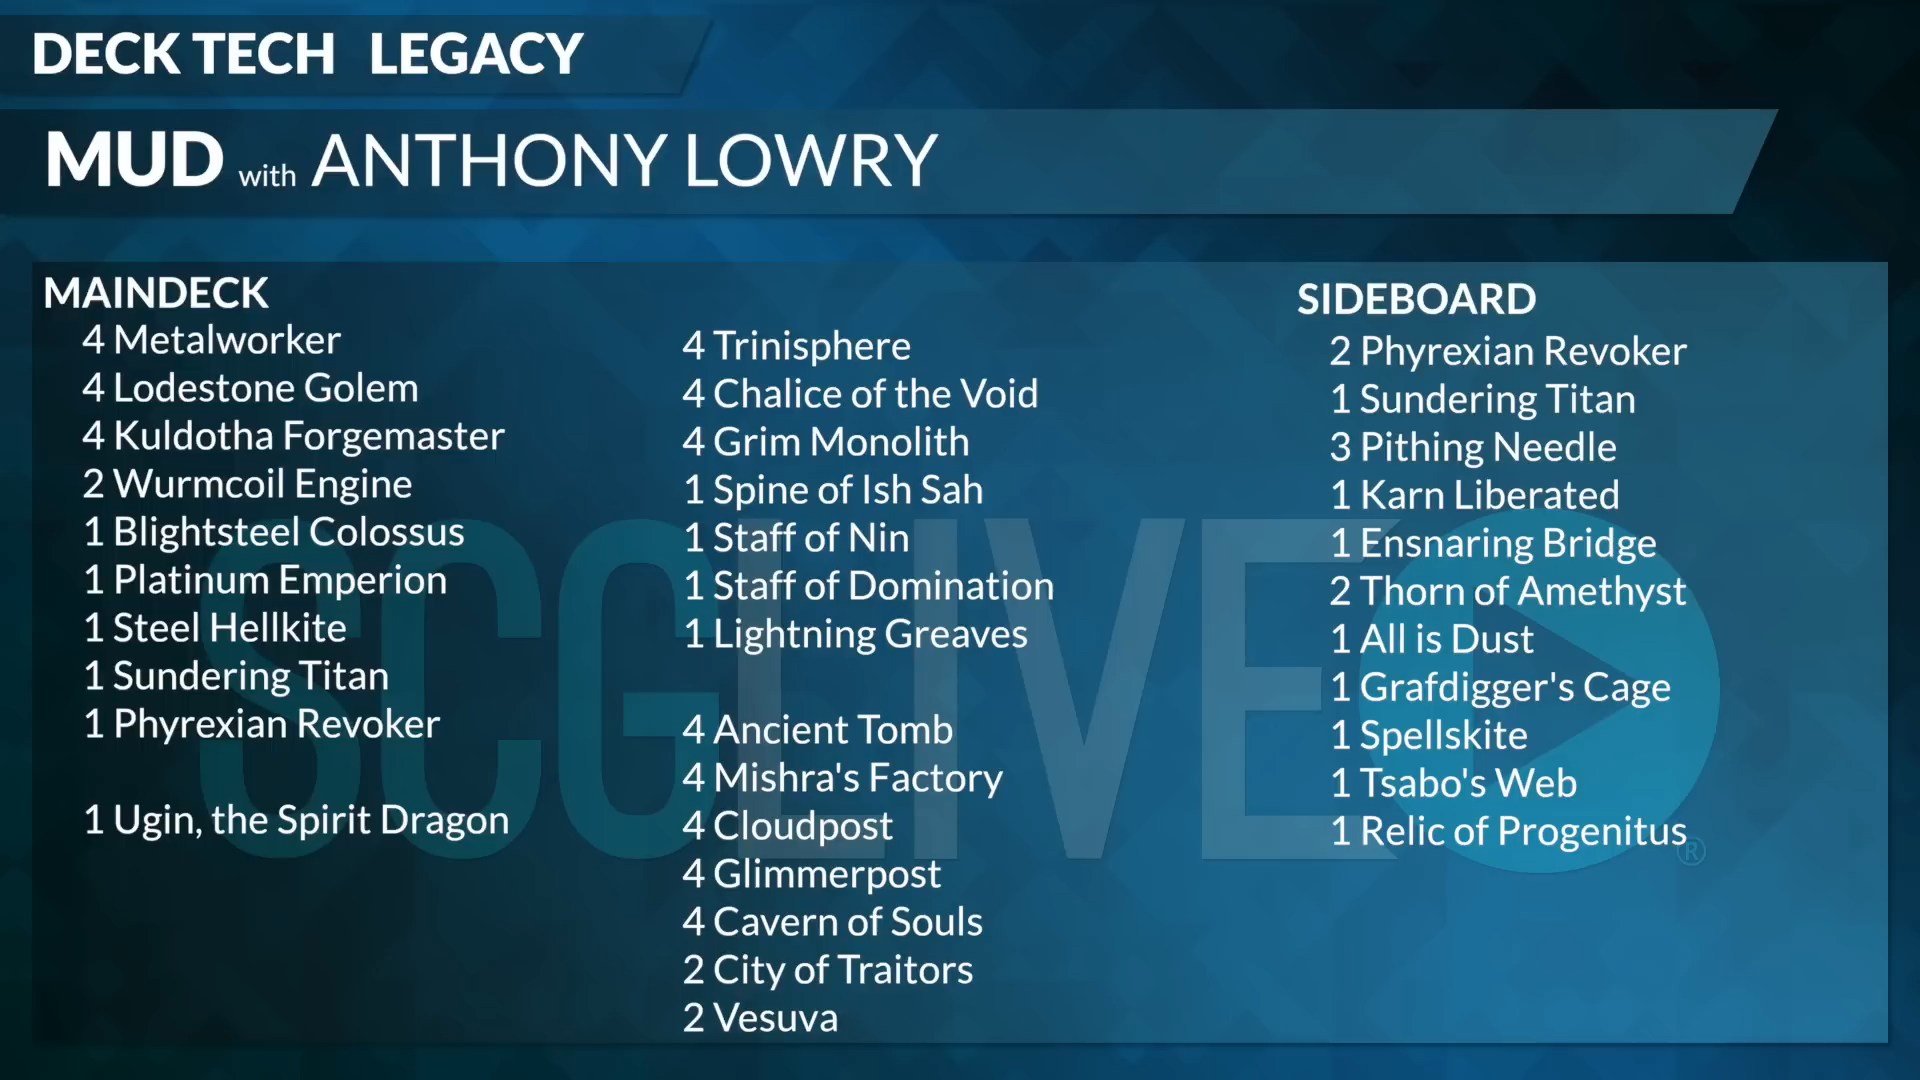 DECK TECH LEGACY
MUD with ANTHONY LOWRY
MAINDECK
4 Metalworker
4 Lodestone Golem
4 Kuldotha Forgemaster
2 Wurmcoil Engine
1 Blightsteel Colossus
1 Platinum Emperion
1 Steel Hellkite
1 Sundering Titan
1 Phyrexian Revoker
1 Ugin, the Spirit Dragon
4 Trinisphere
4 Chalice of the Void
4 Grim Monolith
1 Spine of Ish Sah
1 Staff of Nin
1 Staff of Domination
1 Lightning Greaves
4 Ancient Tomb
4 Mishra's Factory
4 Cloudpost
4 Glimmerpost
4 Cavern of Souls
2 City of Traitors
2 Vesuva
SIDEBOARD
2 Phyrexian Revoker
1 Sundering Titan
3 Pithing Needle
1 Karn Liberated
1 Ensnaring Bridge
2 Thorn of Amethyst
1 All is Dust
1 Grafdigger's Cage
1 Spellskite
1 Tsabo's Web
1 Relic of Progenitus
SCGLIVE ®